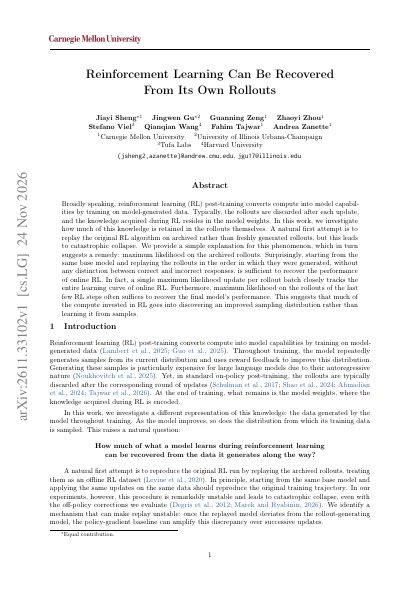 Carnegie Mellon University
Reinforcement Learning Can Be Recovered
From Its Own Rollouts
Jiayi Sheng*1 Jingwen Gu*2 Guanning Zeng1 Zhaoyi Zhou1
Stefano Viel3 Qianqian Wang4 Fahim Tajwar1 Andrea Zanette1
1Carnegie Mellon University 2University of Illinois Urbana-Champaign
3Tufa Labs 4Harvard University
{jsheng2,azanette}@andrew.cmu.edu, jgu17@illinois.edu
Abstract
Broadly speaking, reinforcement learning (RL) post-training converts compute into model capabili-
ties by training on model-generated data. Typically, the rollouts are discarded after each update,
and the knowledge acquired during RL resides in the model weights. In this work, we investigate
how much of this knowledge is retained in the rollouts themselves. A natural first attempt is to
replay the original RL algorithm on archived rather than freshly generated rollouts, but this leads
to catastrophic collapse. We provide a simple explanation for this phenomenon, which in turn
suggests a remedy: maximum likelihood on the archived rollouts. Surprisingly, starting from the
same base model and replaying the rollouts in the order in which they were generated, without
any distinction between correct and incorrect responses, is sufficient to recover the performance
of online RL. In fact, a single maximum likelihood update per rollout batch closely tracks the
entire learning curve of online RL. Furthermore, maximum likelihood on the rollouts of the last
few RL steps often suffices to recover the final model's performance. This suggests that much of
the compute invested in RL goes into discovering an improved sampling distribution rather than
learning it from samples.
1 Introduction
Reinforcement learning (RL) post-training converts compute into model capabilities by training on model-
generated data (Lambert et al., 2025; Guo et al., 2025). Throughout training, the model repeatedly
generates samples from its current distribution and uses reward feedback to improve this distribution.
Generating these samples is particularly expensive for large language models due to their autoregressive
nature (Noukhovitch et al., 2025). Yet, in standard on-policy post-training, the rollouts are typically
discarded after the corresponding round of updates (Schulman et al., 2017; Shao et al., 2024; Ahmadian
et al., 2024; Tajwar et al., 2026). At the end of training, what remains is the model weights, where the
knowledge acquired during RL is encoded.
In this work, we investigate a different representation of this knowledge: the data generated by the
model throughout training. As the model improves, so does the distribution from which its training data
is sampled. This raises a natural question:
How much of what a model learns during reinforcement learning
can be recovered from the data it generates along the way?
A natural first attempt is to reproduce the original RL run by replaying the archived rollouts, treating
them as an offline RL dataset (Levine et al., 2020). In principle, starting from the same base model and
applying the same updates on the same data should reproduce the original training trajectory. In our
experiments, however, this procedure is remarkably unstable and leads to catastrophic collapse, even with
the off-policy corrections we evaluate (Degris et al., 2012; Marek and Ryabinin, 2026). We identify a
mechanism that can make replay unstable: once the replayed model deviates from the rollout-generating
model, the policy-gradient baseline can amplify this discrepancy over successive updates.
*Equal contribution.
1
arXiv:2611.33102v1 [cs.LG] 24 Nov 2026